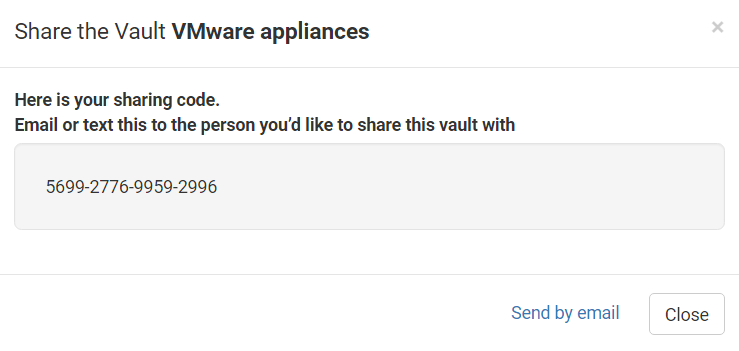 Share the Vault VMware appliances
×
Here is your sharing code.
Email or text this to the person you’d like to share this vault with
5699-2776-9959-2996
Send by email
Close